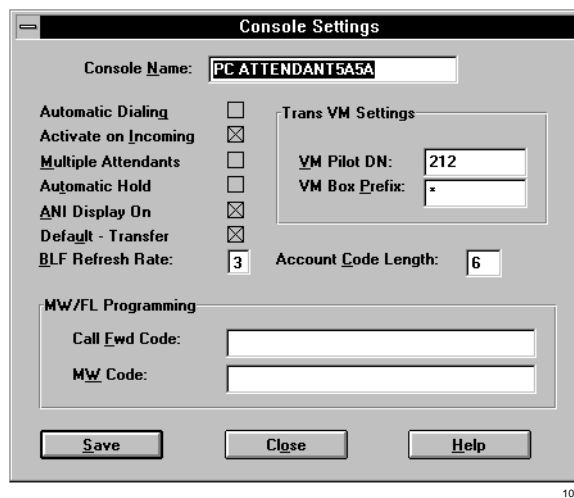 Console Settings
Console Name: PC ATTENDANT5A5A
Automatic Dialing
Activate on Incoming
Multiple Attendants
Automatic Hold
ANI Display On
Default - Transfer
BLF Refresh Rate: 3
Trans VM Settings
VM Pilot DN: 212
VM Box Prefix: *
Account Code Length: 6
MW/FL Programming
Call Fwd Code:
MW Code:
Save Close Help
10